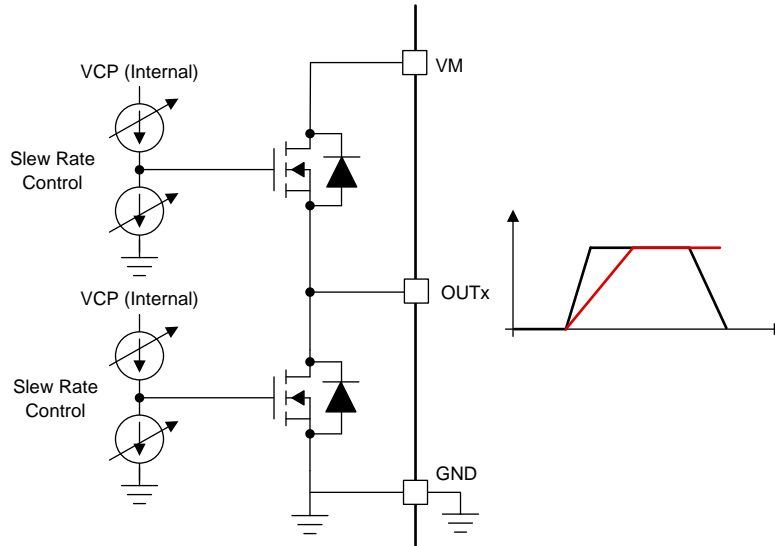 VCP (Internal)
VM
Slew Rate
Control
VCP (Internal)
OUTx
Slew Rate
Control
GND